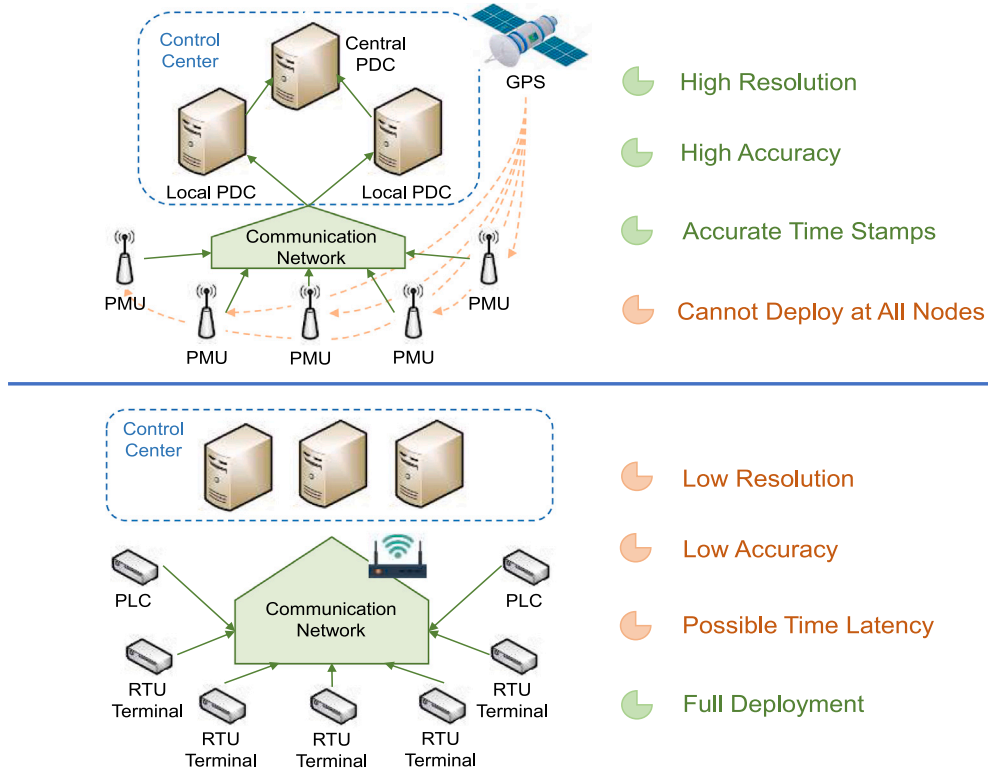 Control
Center
Central
PDC
GPS
Local PDC
Local PDC
Communication
Network
PMU
PMU
PMU
PMU
PMU
High Resolution
High Accuracy
Accurate Time Stamps
Cannot Deploy at All Nodes
Control
Center
PLC
PLC
Communication
Network
RTU
Terminal
RTU
Terminal
RTU
Terminal
RTU
Terminal
RTU
Terminal
Low Resolution
Low Accuracy
Possible Time Latency
Full Deployment